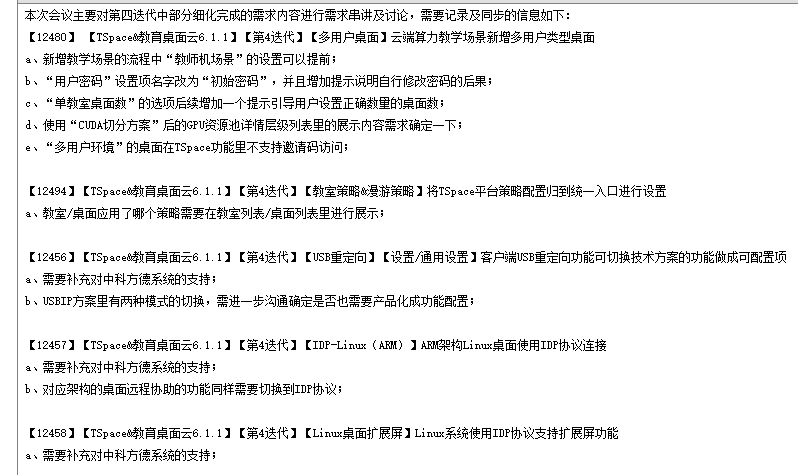 本次会议主要对第四迭代中部分细化完成的需求内容进行需求串讲及讨论，需要记录及同步的信息如下：
【12480】 【TSpace&教育桌面云6.1.1】【第4迭代】【多用户桌面】云端算力教学场景新增多用户类型桌面
a、新增教学场景的流程中“教师机场景”的设置可以提前；
b、“用户密码”设置项名字改为“初始密码”，并且增加提示说明自行修改密码的后果；
c、“单教室桌面数”的选项后续增加一个提示引导用户设置正确数量的桌面数；
d、使用“CUDA切分方案”后的GPU资源池详情层级列表里的展示内容需求确定一下；
e、“多用户环境”的桌面在TSpace功能里不支持邀请码访问；
【12494】【TSpace&教育桌面云6.1.1】【第4迭代】【教室策略&漫游策略】将TSpace平台策略配置归到统一入口进行设置
a、教室/桌面应用了哪个策略需要在教室列表/桌面列表里进行展示；
【12456】【TSpace&教育桌面云6.1.1】【第4迭代】【USB重定向】【设置/通用设置】客户端USB重定向功能可切换技术方案的功能做成可配置项
a、需要补充对中科方德系统的支持；
b、USBIP方案里有两种模式的切换，需进一步沟通确定是否也需要产品化成功能配置；
【12457】【TSpace&教育桌面云6.1.1】【第4迭代】【IDP-Linux（ARM）】ARM架构Linux桌面使用IDP协议连接
a、需要补充对中科方德系统的支持；
b、对应架构的桌面远程协助的功能同样需要切换到IDP协议；
【12458】【TSpace&教育桌面云6.1.1】【第4迭代】【Linux桌面扩展屏】Linux系统使用IDP协议支持扩展屏功能
a、需要补充对中科方德系统的支持；